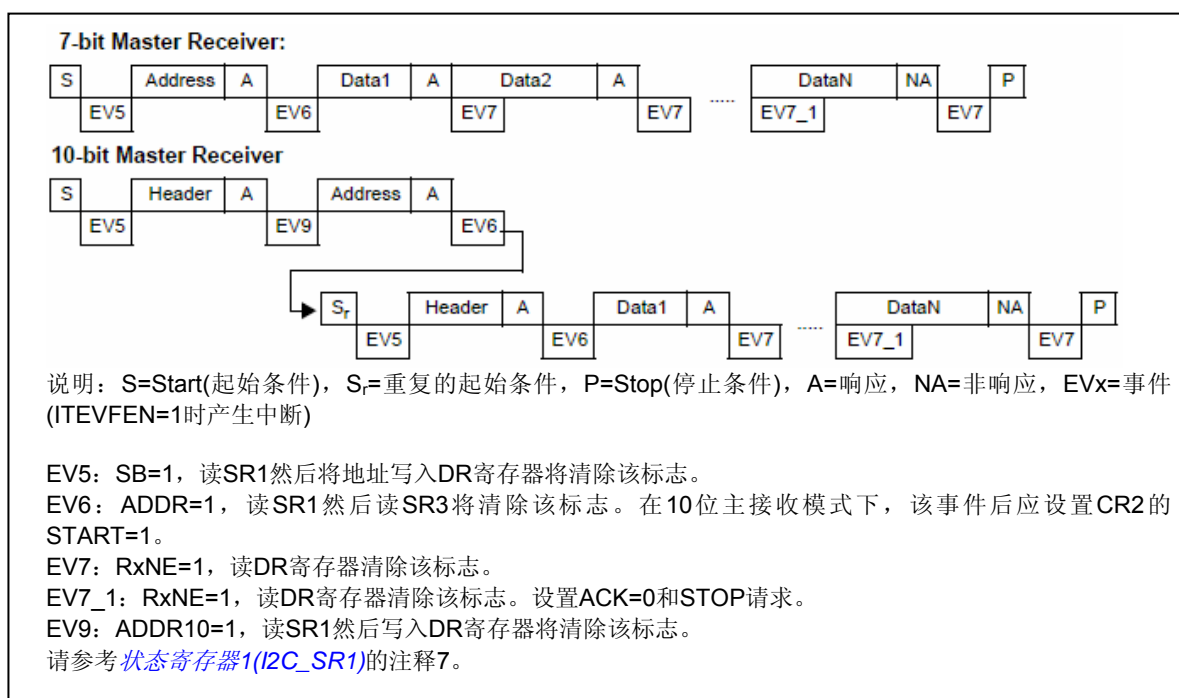 7-bit Master Receiver:
S Address A Data1 A Data2 A ..... DataN NA P
EV5 EV6 EV7 EV7 EV7_1 EV7
10-bit Master Receiver
S Header A Address A
EV5 EV9 EV6
Sr Header A Data1 A ..... DataN NA P
EV5 EV6 EV7 EV7_1 EV7
说明：S=Start(起始条件)，Sr=重复的起始条件，P=Stop(停止条件)，A=响应，NA=非响应，EVx=事件
(ITEVFEN=1时产生中断)
EV5：SB=1，读SR1然后将地址写入DR寄存器将清除该标志。
EV6：ADDR=1，读SR1然后读SR3将清除该标志。在10位主接收模式下，该事件后应设置CR2的
START=1。
EV7：RxNE=1，读DR寄存器清除该标志。
EV7_1：RxNE=1，读DR寄存器清除该标志。设置ACK=0和STOP请求。
EV9：ADDR10=1，读SR1然后写入DR寄存器将清除该标志。
请参考状态寄存器1(I2C_SR1)的注释7。